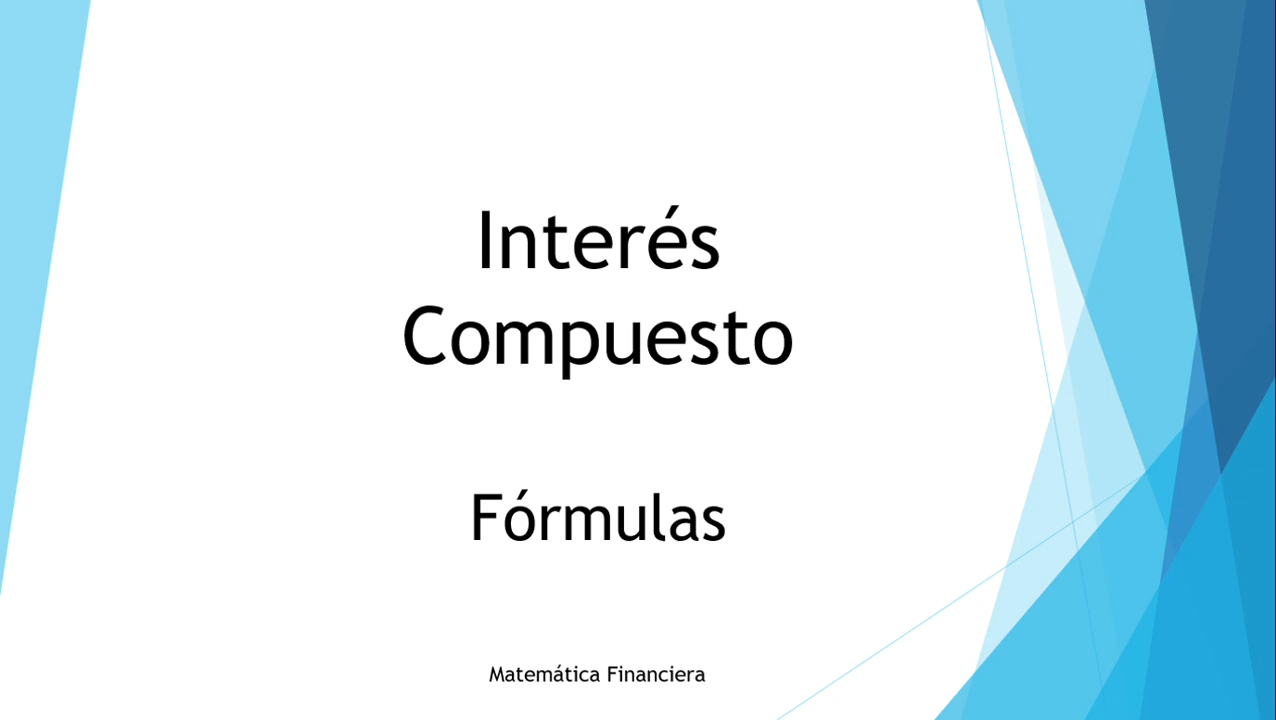 Interés
Compuesto
Fórmulas
Matemática Financiera